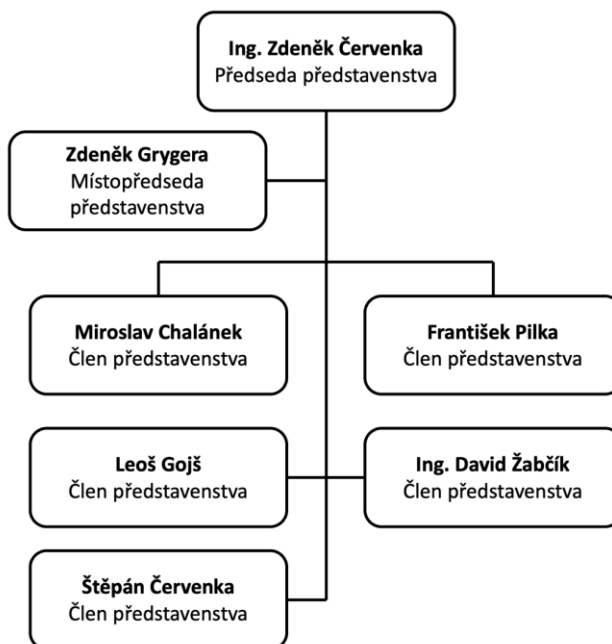 Ing. Zdeněk Červenka
Předseda představenstva
Zdeněk Grygera
Místopředseda
představenstva
Miroslav Chalánek
Člen představenstva
František Pilka
Člen představenstva
Leoš Gojš
Člen představenstva
Ing. David Žabčík
Člen představenstva
Štěpán Červenka
Člen představenstva